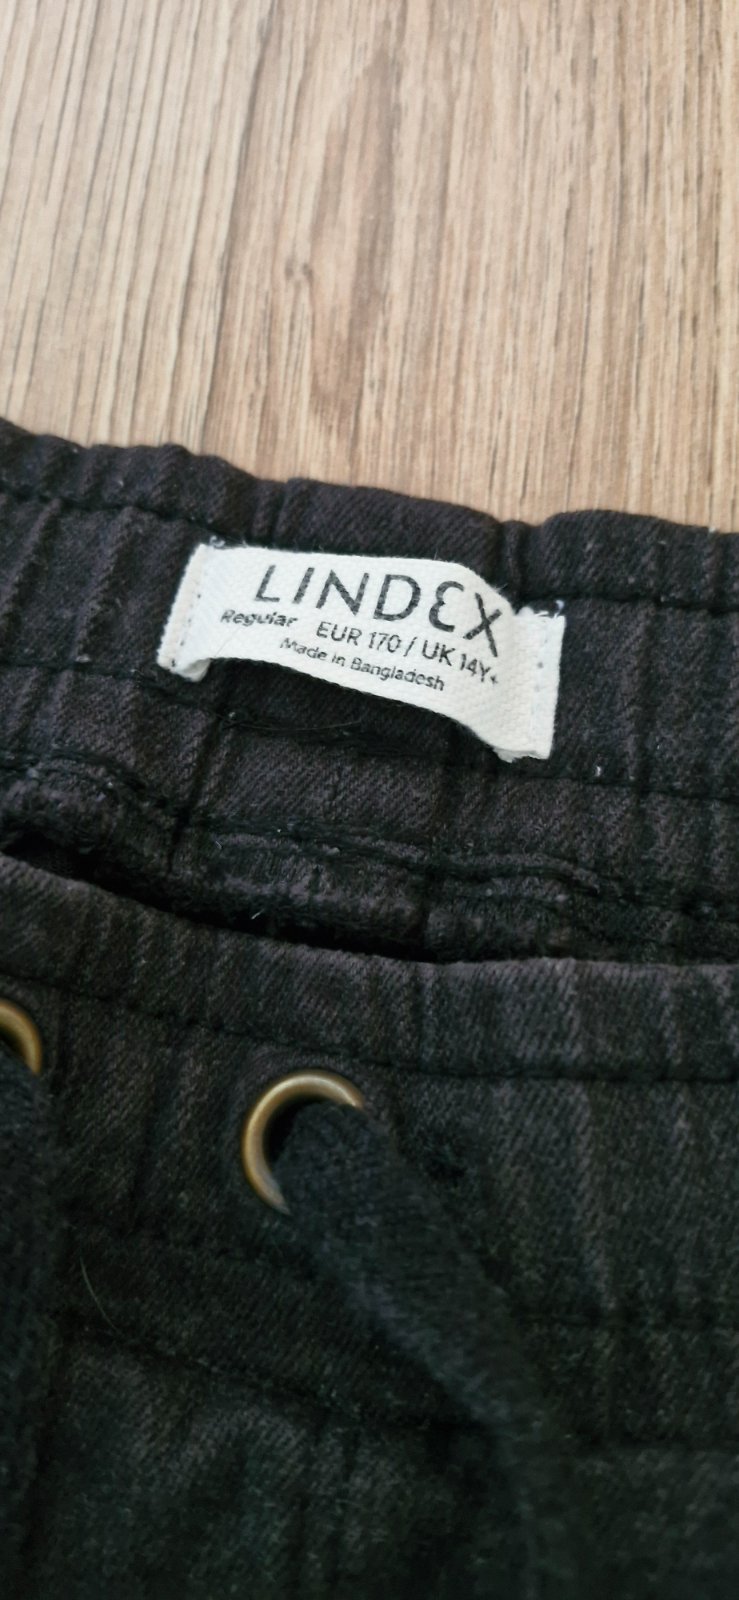 LINDEX
Regular EUR 170 / UK 14Y+
Made in Bangladesh